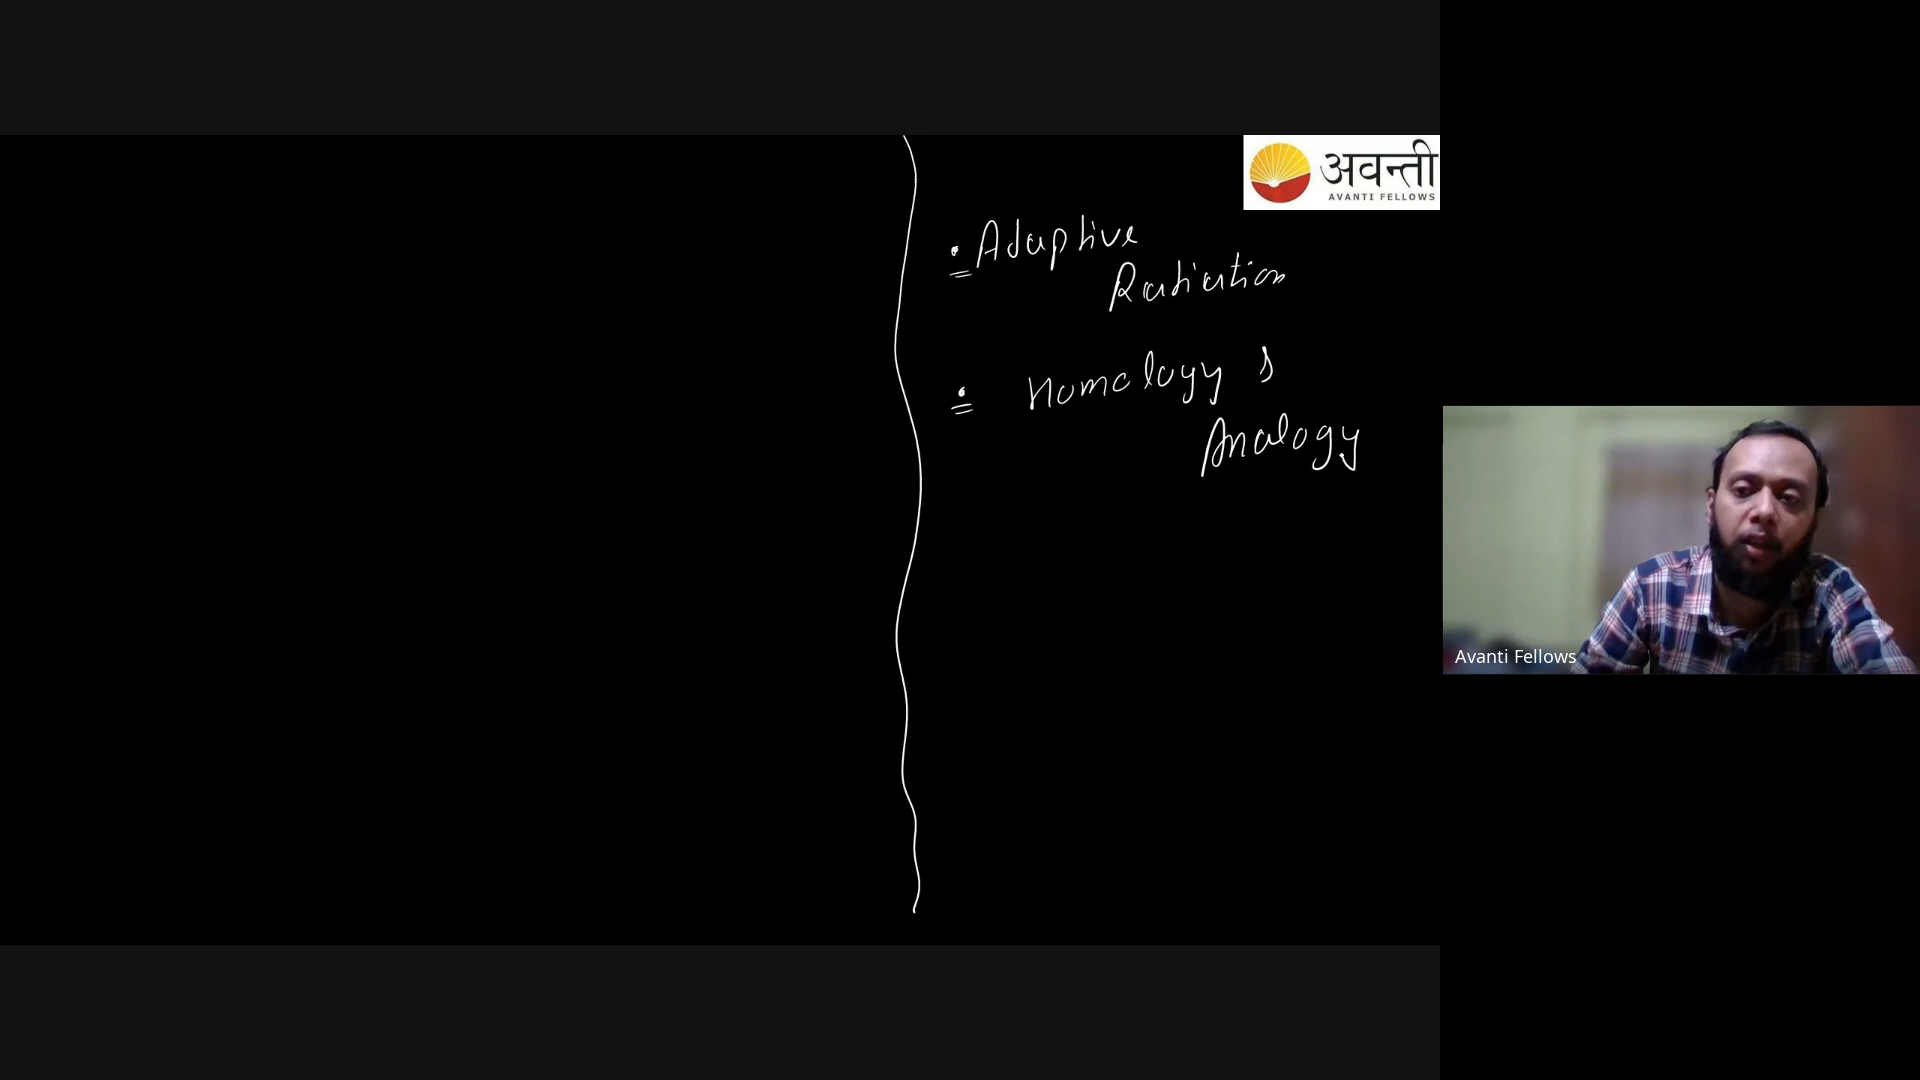 अवन्ती
AVANTI FELLOWS
• Adaptive
Radiation
• Homology &
Analogy
Avanti Fellows